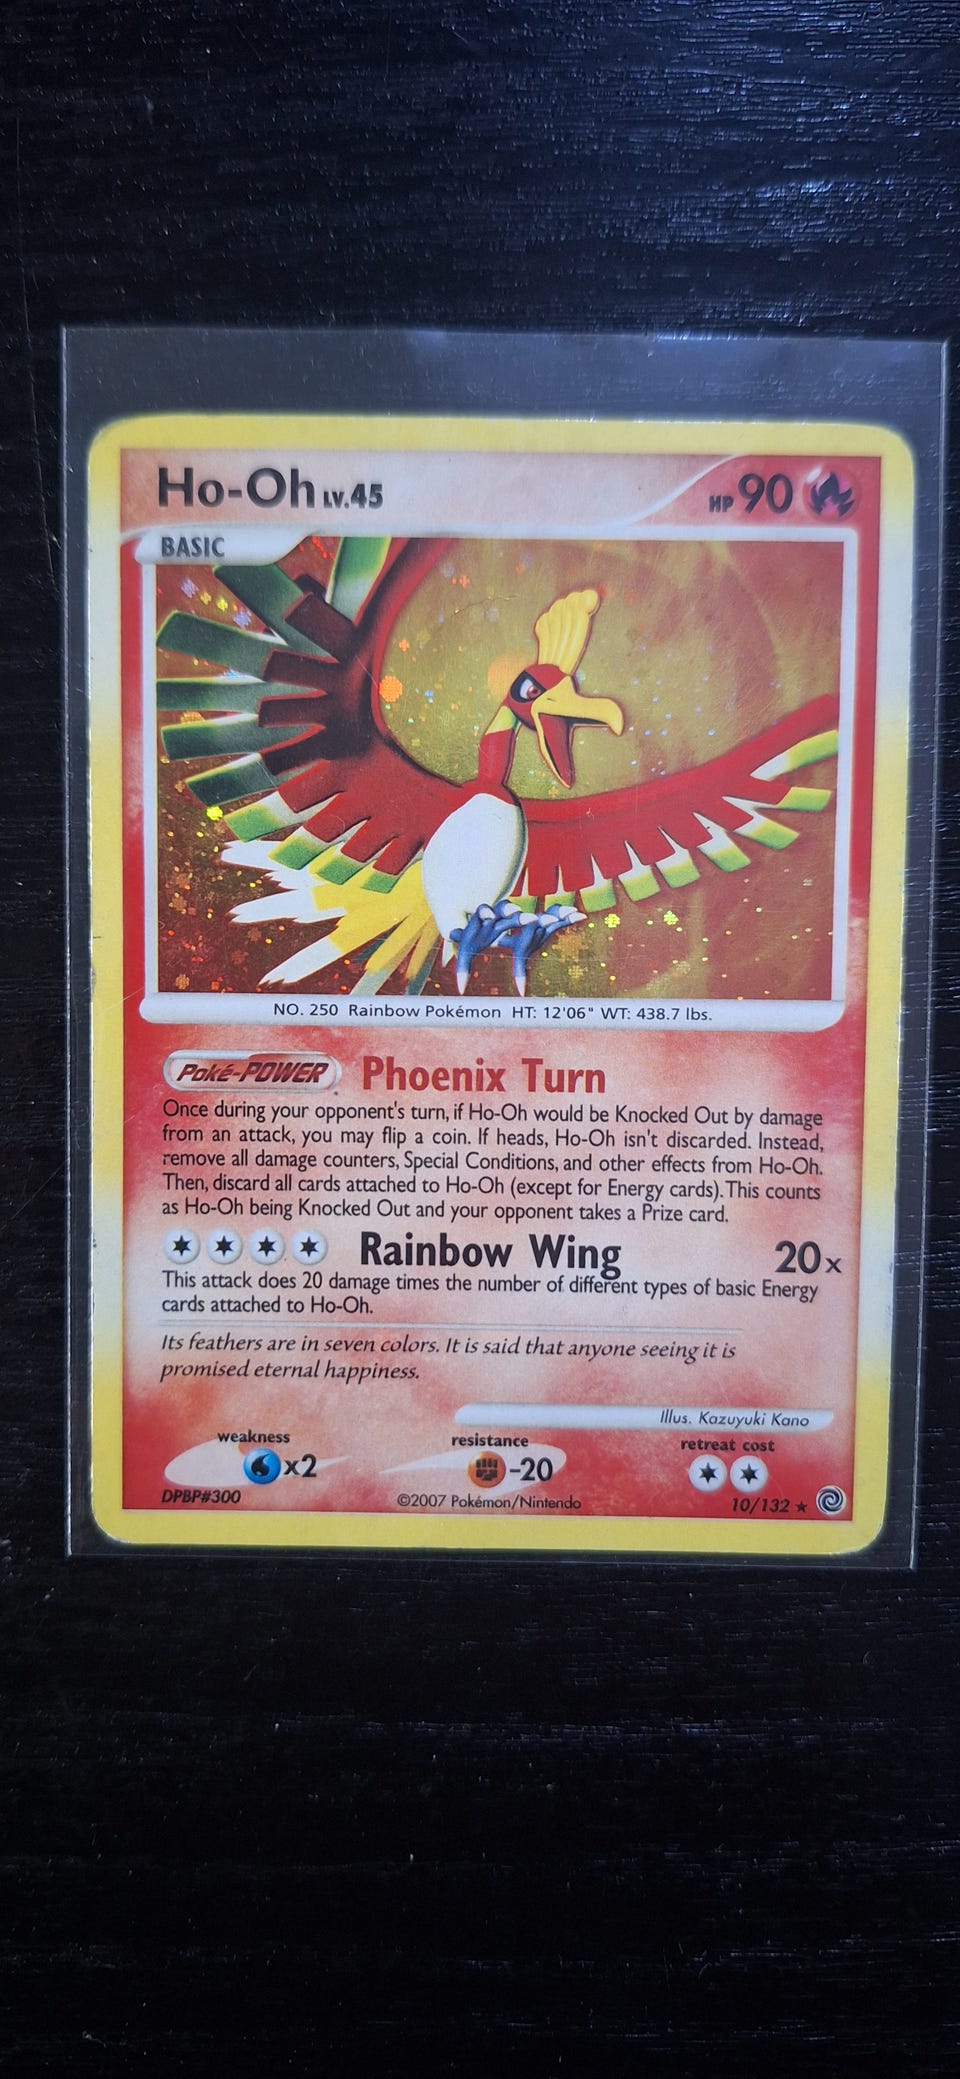 Ho-Oh LV.45 HP 90
BASIC
NO. 250 Rainbow Pokémon HT: 12'06" WT: 438.7 lbs.
Poké-POWER Phoenix Turn
Once during your opponent's turn, if Ho-Oh would be Knocked Out by damage
from an attack, you may flip a coin. If heads, Ho-Oh isn't discarded. Instead,
remove all damage counters, Special Conditions, and other effects from Ho-Oh.
Then, discard all cards attached to Ho-Oh (except for Energy cards). This counts
as Ho-Oh being Knocked Out and your opponent takes a Prize card.
Rainbow Wing 20x
This attack does 20 damage times the number of different types of basic Energy
cards attached to Ho-Oh.
Its feathers are in seven colors. It is said that anyone seeing it is
promised eternal happiness.
Illus. Kazuyuki Kano
weakness resistance retreat cost
x2 -20
DPBP#300 ©2007 Pokémon/Nintendo 10/132 ★